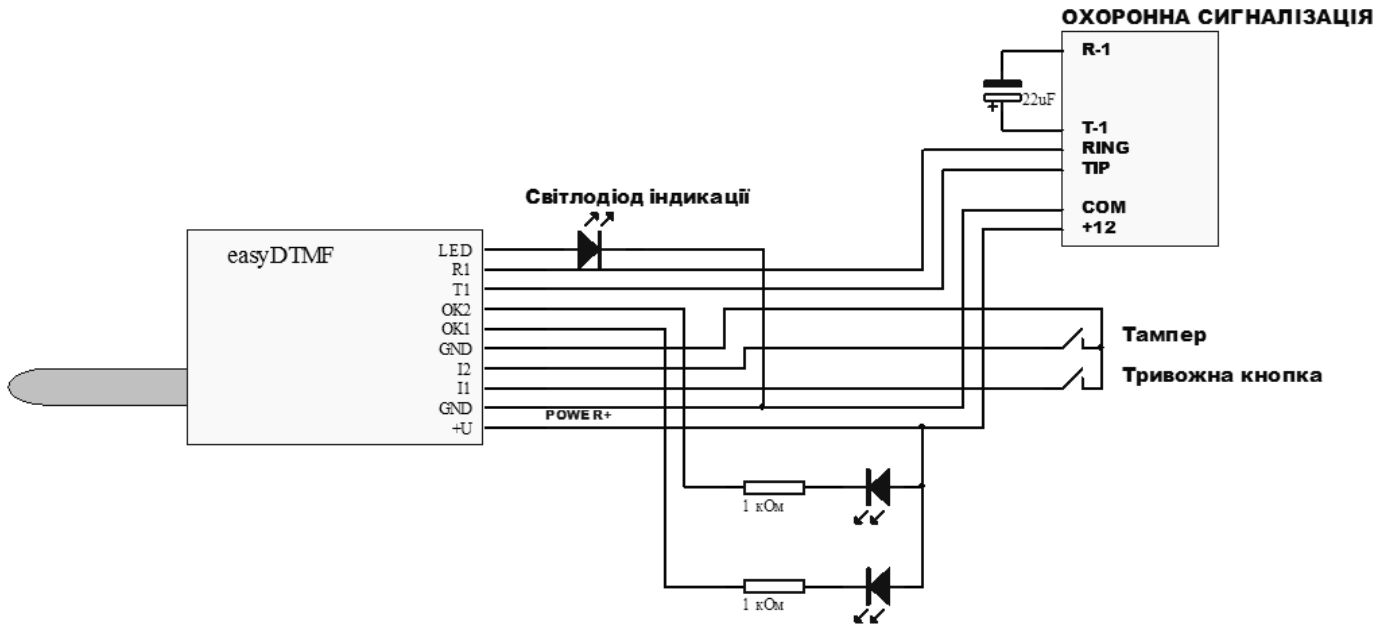 ОХОРОННА СИГНАЛІЗАЦІЯ
R-1
22uF
T-1
RING
TIP
COM
+12
Світлодіод індикації
easyDTMF
LED
R1
T1
OK2
OK1
GND
I2
I1
GND
+U
POWER+
Тампер
Тривожна кнопка
1 кОм
1 кОм